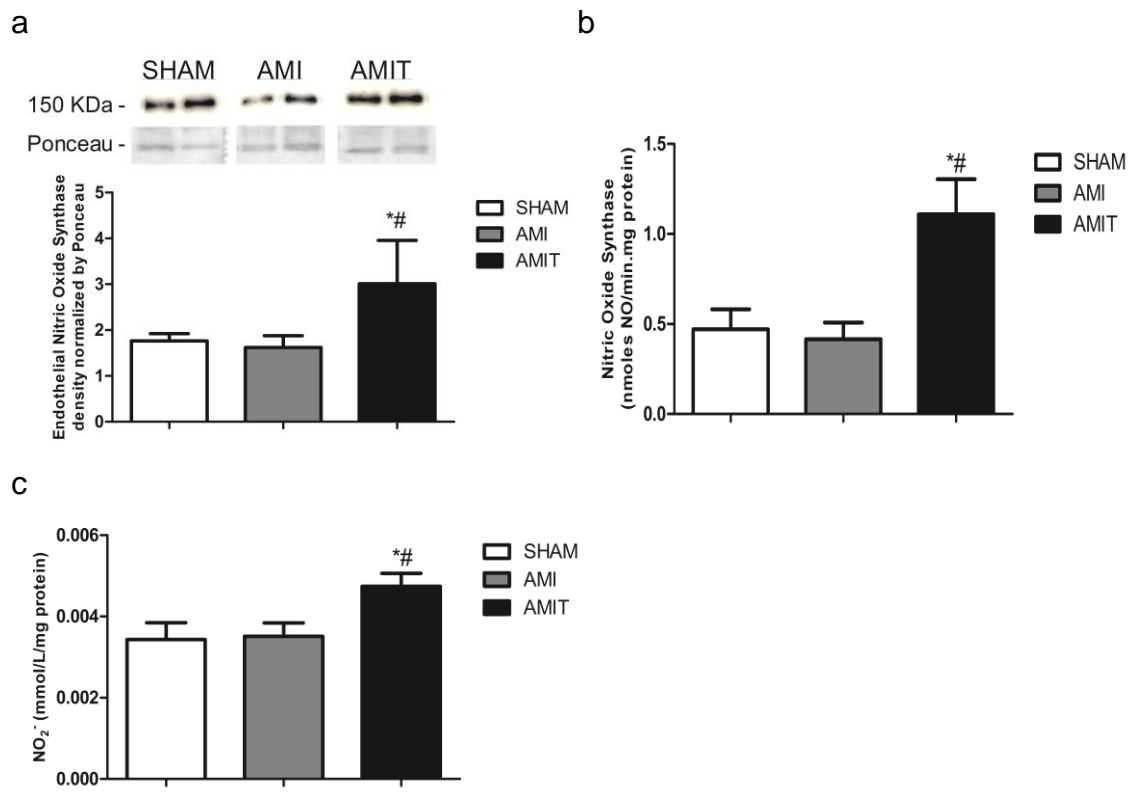 a
SHAM AMI AMIT
150 KDa -
Ponceau -
Endothelial Nitric Oxide Synthase
density normalized by Ponceau
5
4
3
2
1
0
*#
SHAM
AMI
AMIT
b
Nitric Oxide Synthase
(nmoles NO/min.mg protein)
1.5
1.0
0.5
0.0
*#
SHAM
AMI
AMIT
c
NO₂⁻ (mmol/L/mg protein)
0.006
0.004
0.002
0.000
*#
SHAM
AMI
AMIT